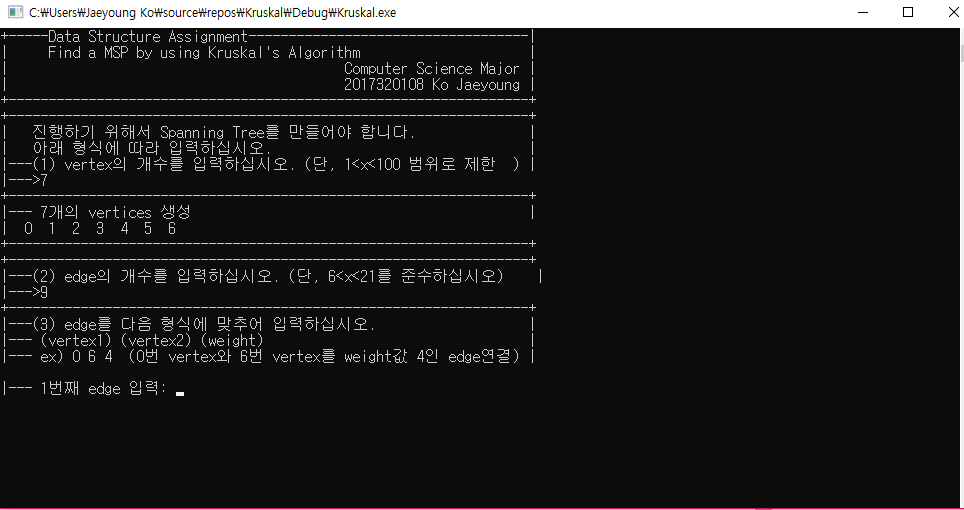 C:₩Users₩Jaeyoung Ko₩source₩repos₩Kruskal₩Debug₩Kruskal.exe
+-----Data Structure Assignment-----------------------------------|
|     Find a MSP by using Kruskal's Algorithm                     |
|                                          Computer Science Major |
|                                          2017320108 Ko Jaeyoung |
+-----------------------------------------------------------------+
+-----------------------------------------------------------------+
|   진행하기 위해서 Spanning Tree를 만들어야 합니다.              |
|   아래 형식에 따라 입력하십시오.                                |
|---(1) vertex의 개수를 입력하십시오. (단, 1<x<100 범위로 제한  ) |
|--->7
+-----------------------------------------------------------------+
|--- 7개의 vertices 생성                                          |
|  0  1  2  3  4  5  6
+-----------------------------------------------------------------+
+-----------------------------------------------------------------+
|---(2) edge의 개수를 입력하십시오. (단, 6<x<21를 준수하십시오)    |
|--->9
+-----------------------------------------------------------------+
|---(3) edge를 다음 형식에 맞추어 입력하십시오.                   |
|--- (vertex1) (vertex2) (weight)                                 |
|--- ex) 0 6 4  (0번 vertex와 6번 vertex를 weight값 4인 edge연결) |
|--- 1번째 edge 입력: